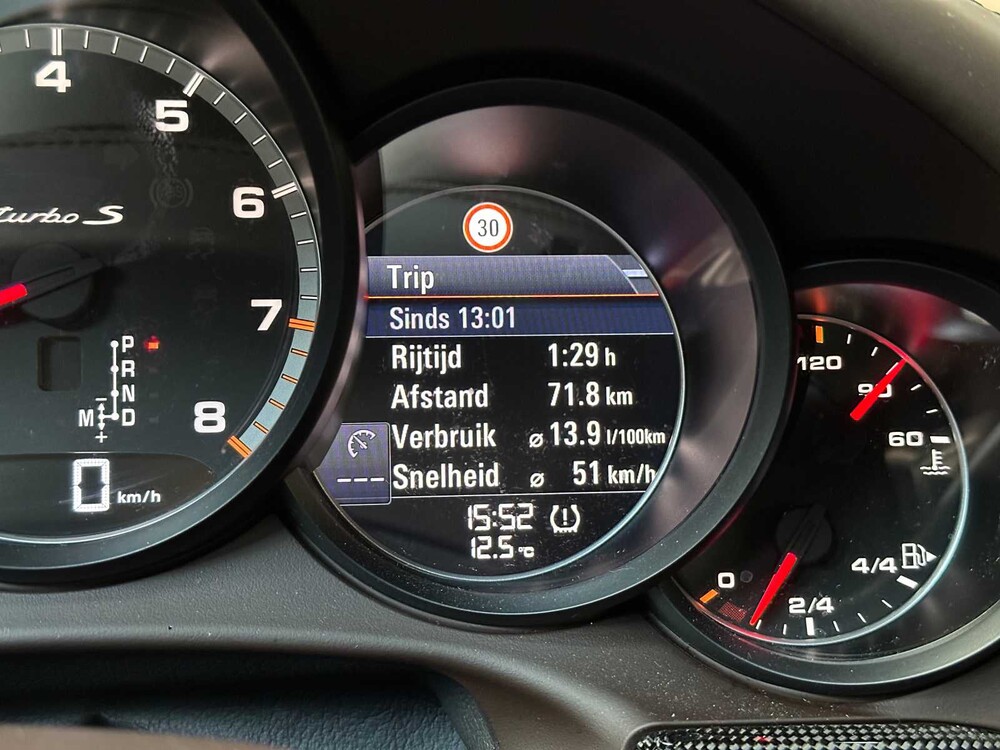 4
5
6
7
8
turbo S
P
R
N
M D
- +
0 km/h
30
Trip
Sinds 13:01
Rijtijd 1:29 h
Afstand 71.8 km
Verbruik ø 13.9 l/100km
Snelheid ø 51 km/h
---
15:52
12.5 °C
120
90
60
0
2/4
4/4